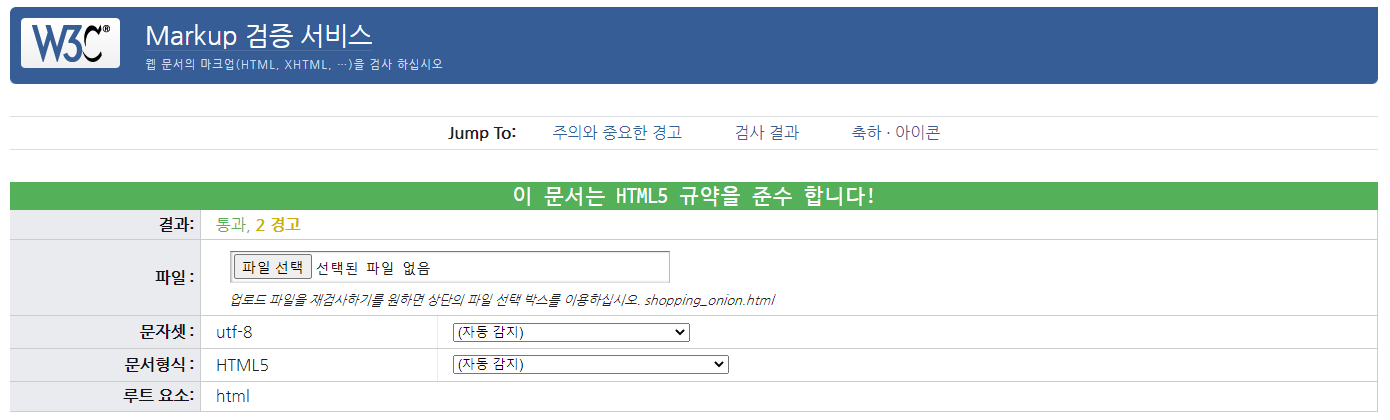 W3C® Markup 검증 서비스
웹 문서의 마크업(HTML, XHTML, …)을 검사 하십시오
Jump To: 주의와 중요한 경고 검사 결과 축하 · 아이콘
이 문서는 HTML5 규약을 준수 합니다!
결과: 통과, 2 경고
파일 : 파일 선택 선택된 파일 없음
업로드 파일을 재검사하기를 원하면 상단의 파일 선택 박스를 이용하십시오. shopping_onion.html
문자셋 : utf-8 (자동 감지)
문서형식 : HTML5 (자동 감지)
루트 요소: html